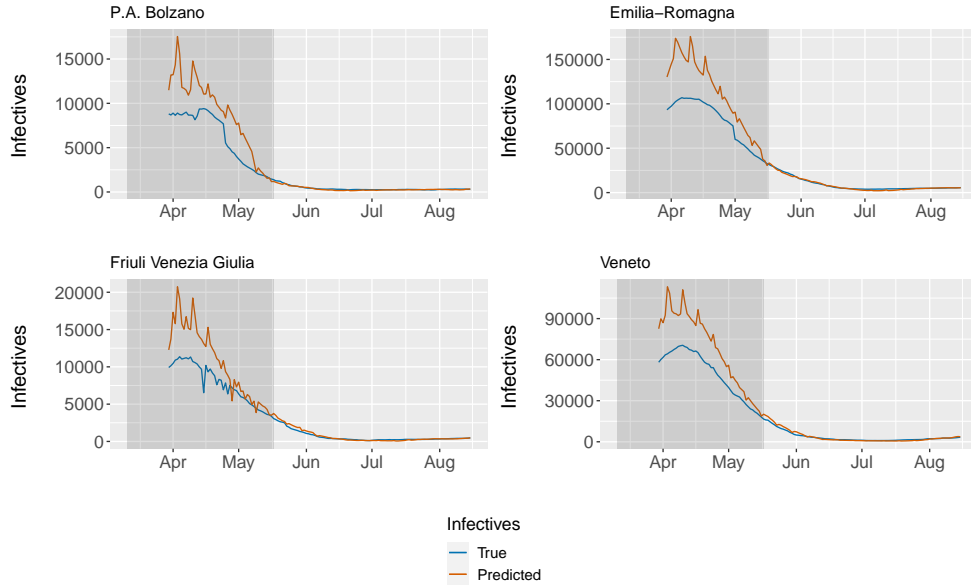 P.A. Bolzano
Infectives
15000
10000
5000
0
Apr May Jun Jul Aug
Emilia−Romagna
Infectives
150000
100000
50000
0
Apr May Jun Jul Aug
Friuli Venezia Giulia
Infectives
20000
15000
10000
5000
0
Apr May Jun Jul Aug
Veneto
Infectives
90000
60000
30000
0
Apr May Jun Jul Aug
Infectives
True
Predicted